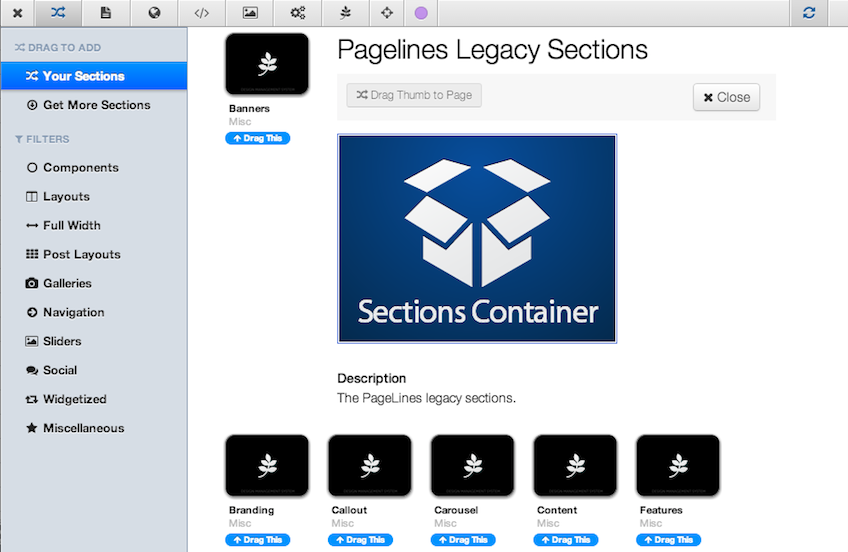 DRAG TO ADD
Your Sections
Get More Sections
FILTERS
Components
Layouts
Full Width
Post Layouts
Galleries
Navigation
Sliders
Social
Widgetized
Miscellaneous
Banners
Misc
Drag This
Pagelines Legacy Sections
Drag Thumb to Page
Close
Sections Container
Description
The PageLines legacy sections.
Branding Callout Carousel Content Features
Misc Misc Misc Misc Misc
Drag This Drag This Drag This Drag This Drag This